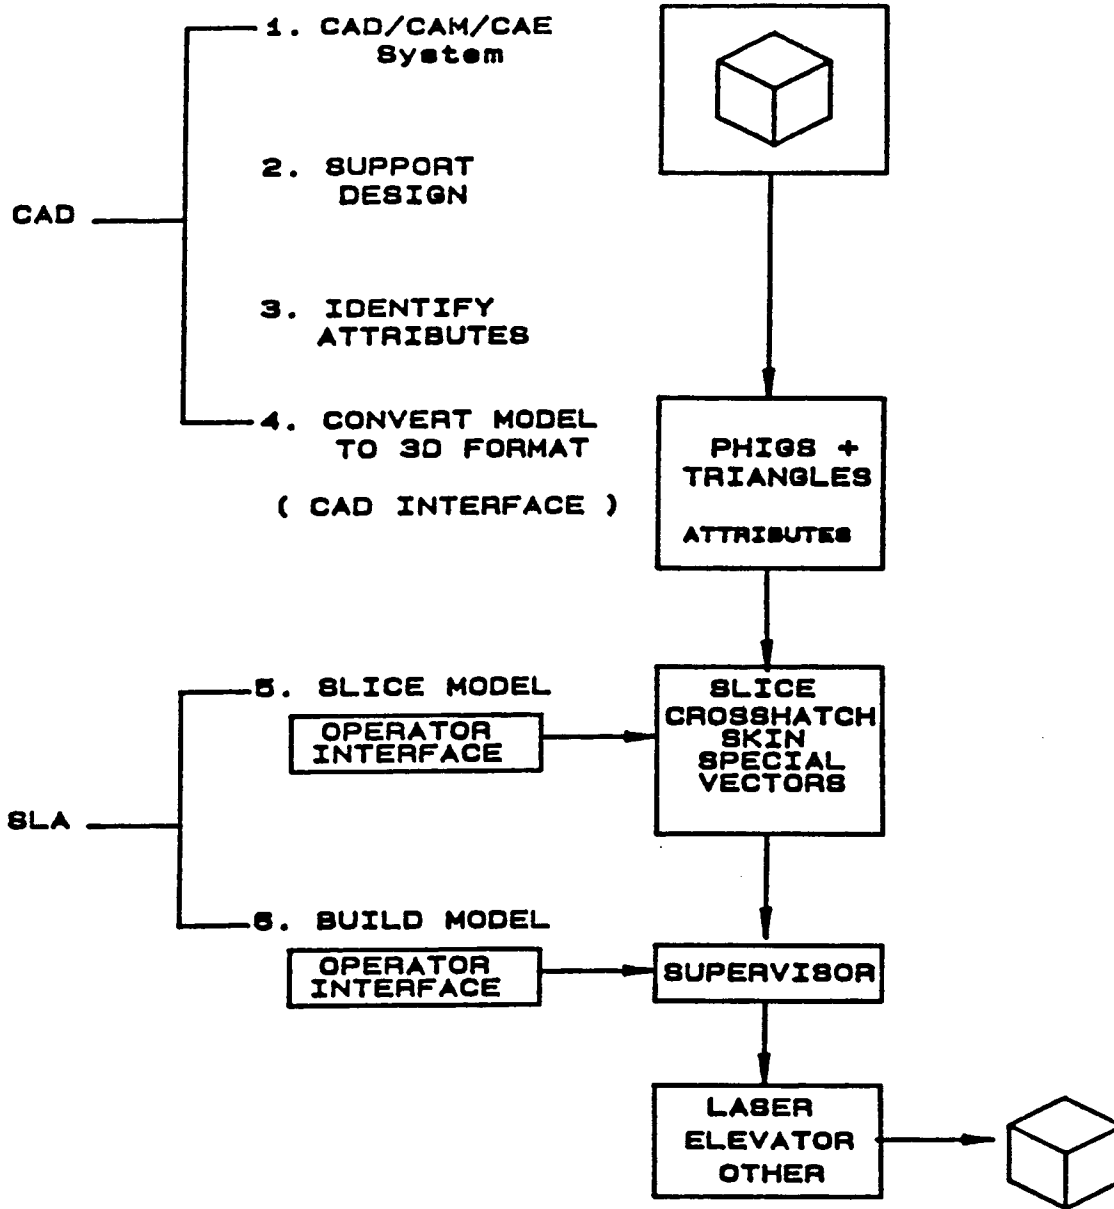 1. CAD/CAM/CAE
System
2. SUPPORT
DESIGN
CAD
3. IDENTIFY
ATTRIBUTES
4. CONVERT MODEL
TO 3D FORMAT
( CAD INTERFACE )
PHIGS +
TRIANGLES
ATTRIBUTES
5. SLICE MODEL
OPERATOR
INTERFACE
SLICE
CROSSHATCH
SKIN
SPECIAL
VECTORS
SLA
6. BUILD MODEL
OPERATOR
INTERFACE
SUPERVISOR
LASER
ELEVATOR
OTHER